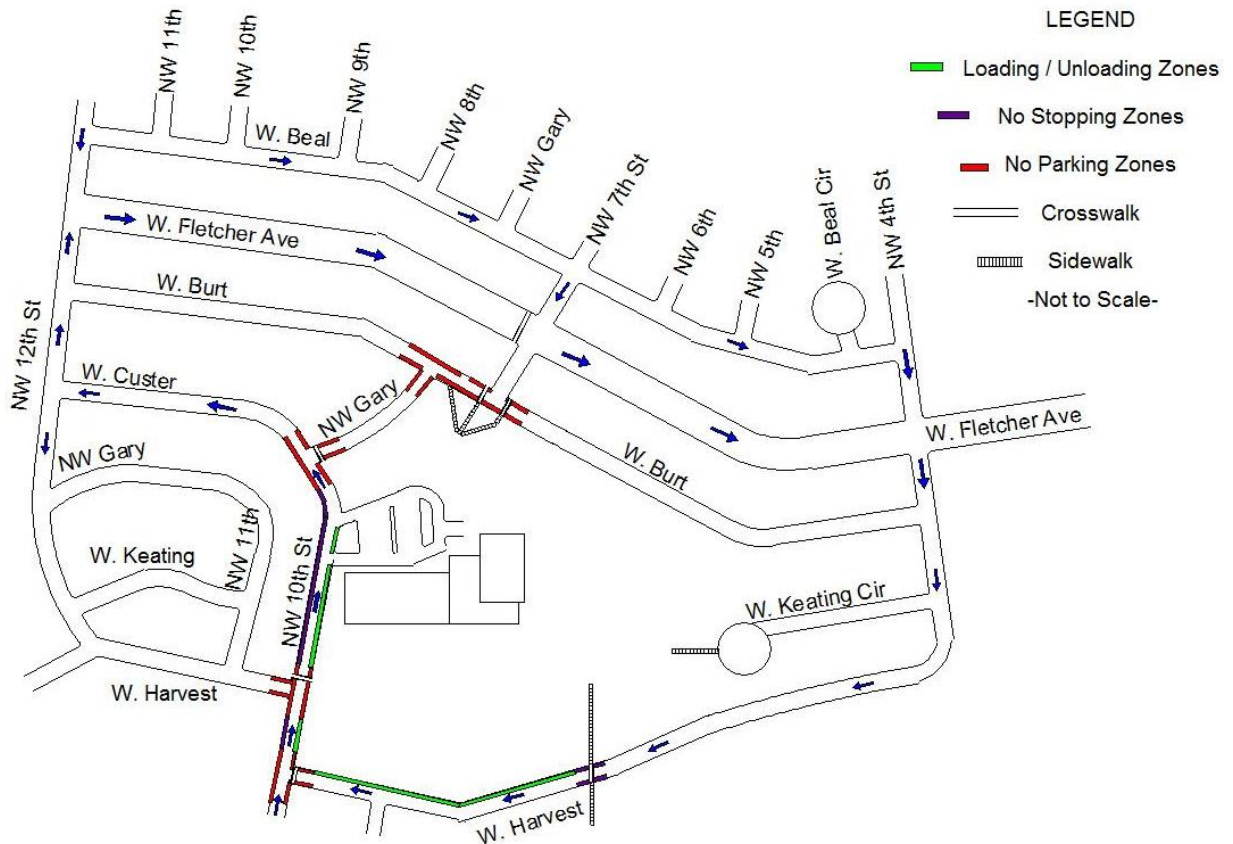 LEGEND
Loading / Unloading Zones
No Stopping Zones
No Parking Zones
Crosswalk
Sidewalk
-Not to Scale-
NW 11th
NW 10th
NW 9th
NW 8th
NW Gary
NW 7th St
NW 6th
NW 5th
W. Beal Cir
NW 4th St
W. Beal
W. Fletcher Ave
W. Burt
NW 12th St
W. Custer
NW Gary
NW Gary
W. Fletcher Ave
W. Burt
NW 11th
W. Keating
NW 10th St
W. Keating Cir
W. Harvest
W. Harvest